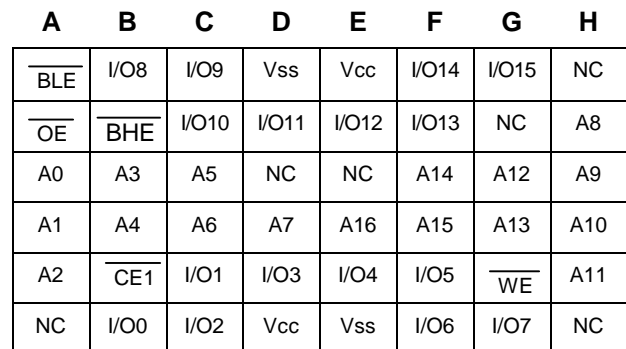 A B C D E F G H
BLE I/O8 I/O9 Vss Vcc I/O14 I/O15 NC
OE BHE I/O10 I/O11 I/O12 I/O13 NC A8
A0 A3 A5 NC NC A14 A12 A9
A1 A4 A6 A7 A16 A15 A13 A10
A2 CE1 I/O1 I/O3 I/O4 I/O5 WE A11
NC I/O0 I/O2 Vcc Vss I/O6 I/O7 NC